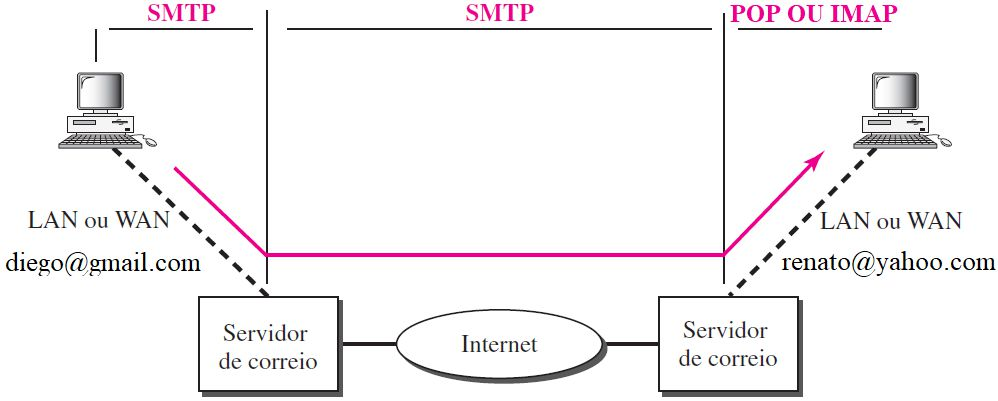 SMTP
SMTP
POP OU IMAP
LAN ou WAN
LAN ou WAN
diego@gmail.com
renato@yahoo.com
Servidor
de correio
Internet
Servidor
de correio